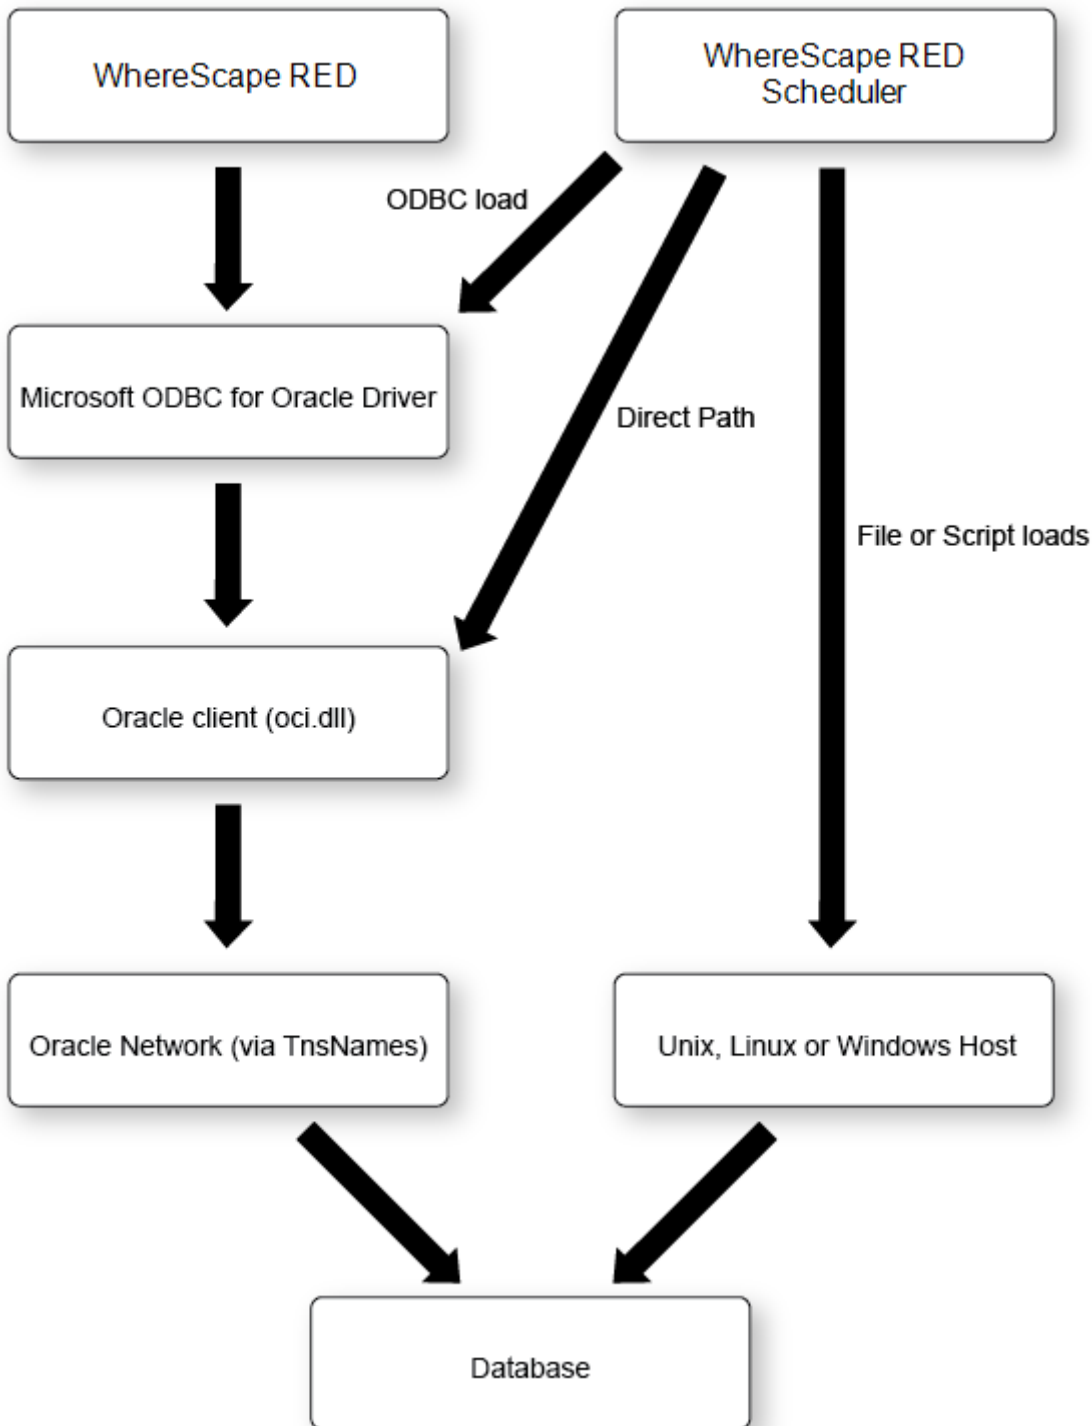 WhereScape RED
WhereScape RED
Scheduler
ODBC load
Microsoft ODBC for Oracle Driver
Direct Path
File or Script loads
Oracle client (oci.dll)
Oracle Network (via TnsNames)
Unix, Linux or Windows Host
Database